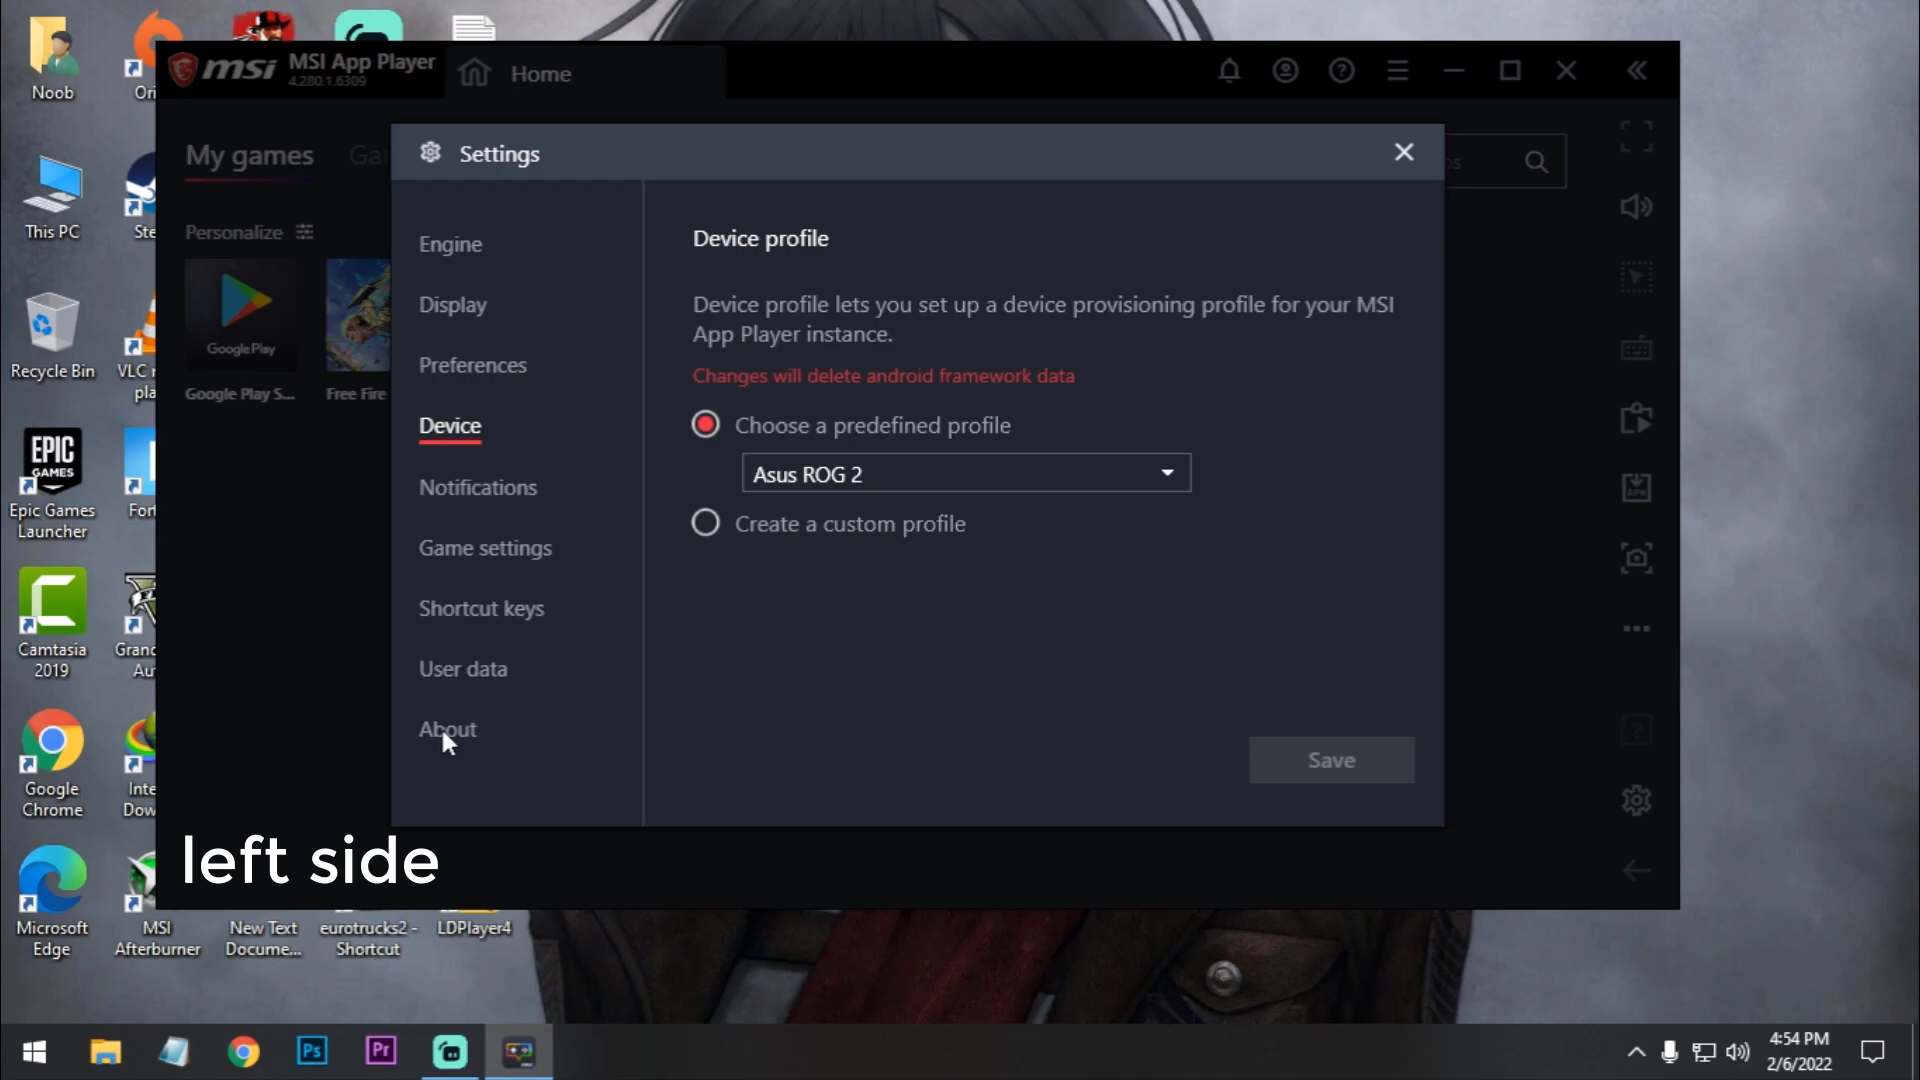 Noob
This PC
Recycle Bin
EPIC
GAMES
Epic Games
Launcher
Camtasia
2019
Google
Chrome
Microsoft
Edge
MSI
Afterburner
New Text
Docume...
eurotrucks2 -
Shortcut
LDPlayer4
msi
MSI App Player
4.280.1.6309
Home
My games
Personalize
Google Play
Google Play S...
Free Fire
Settings
Engine
Display
Preferences
Device
Notifications
Game settings
Shortcut keys
User data
About
Device profile
Device profile lets you set up a device provisioning profile for your MSI
App Player instance.
Changes will delete android framework data
Choose a predefined profile
Asus ROG 2
Create a custom profile
Save
APK
left side
Ps
Pr
4:54 PM
2/6/2022